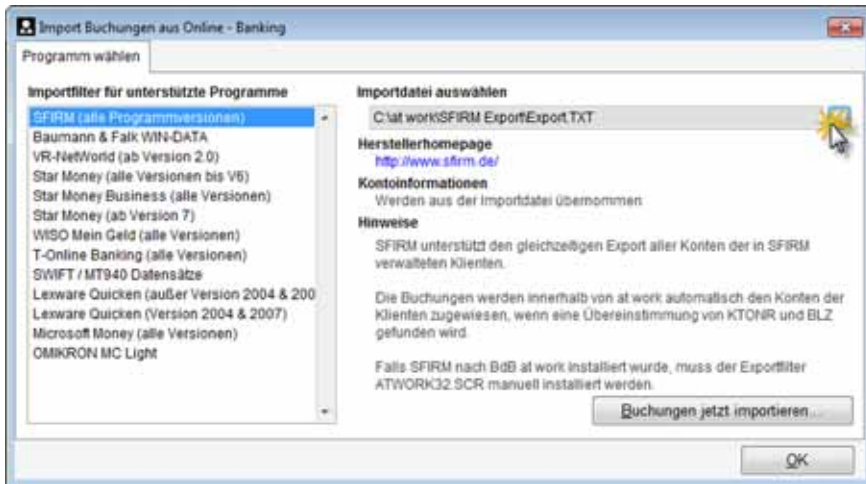 Import Buchungen aus Online - Banking
Programm wählen
Importfilter für unterstützte Programme
SFIRM (alle Programmversionen)
Baumann & Falk WIN-DATA
VR-NetWorld (ab Version 2.0)
Star Money (alle Versionen bis V6)
Star Money Business (alle Versionen)
Star Money (ab Version 7)
WISO Mein Geld (alle Versionen)
T-Online Banking (alle Versionen)
SWIFT / MT940 Datensätze
Lexware Quicken (außer Version 2004 & 200
Lexware Quicken (Version 2004 & 2007)
Microsoft Money (alle Versionen)
OMIKRON MC Light
Importdatei auswählen
C:\at work\SFIRM Export\Export.TXT
Herstellerhomepage
http://www.sfirm.de/
Kontoinformationen
Werden aus der Importdatei übernommen
Hinweise
SFIRM unterstützt den gleichzeitigen Export aller Konten der in SFIRM
verwalteten Klienten.
Die Buchungen werden innerhalb von at work automatisch den Konten der
Klienten zugewiesen, wenn eine Übereinstimmung von KTONR und BLZ
gefunden wird.
Falls SFIRM nach BdB at work installiert wurde, muss der Exportfilter
ATWORK32.SCR manuell installiert werden.
Buchungen jetzt importieren...
OK